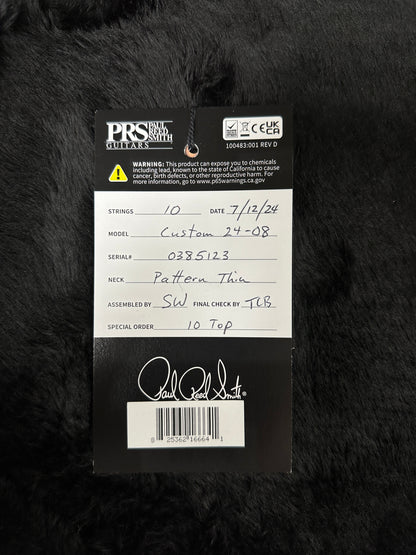 PRS PAUL REED SMITH
GUITARS
CE UK CA
100483:001 REV D
WARNING: This product can expose you to chemicals
including lead, known to the state of California to cause
cancer, birth defects, or other reproductive harm. For
more information, go to www.p65warnings.ca.gov
STRINGS 10 DATE 7/12/24
MODEL Custom 24-08
SERIAL# 0385123
NECK Pattern Thin
ASSEMBLED BY SW FINAL CHECK BY TLB
SPECIAL ORDER 10 Top
Paul Reed Smith®
0 25362 16664 1